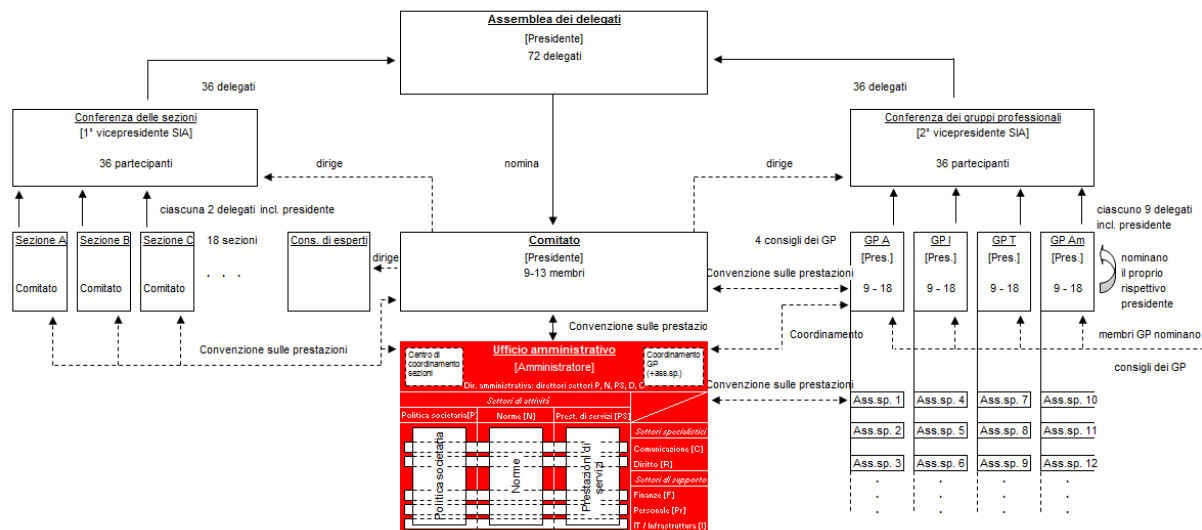 Assemblea dei delegati
[Presidente]
72 delegati
36 delegati
36 delegati
Conferenza delle sezioni
[1° vicepresidente SIA]
36 partecipanti
Conferenza dei gruppi professionali
[2° vicepresidente SIA]
36 partecipanti
dirige
nomina
dirige
ciascuna 2 delegati incl. presidente
ciascuno 9 delegati
incl. presidente
Sezione A
Comitato
Sezione B
Comitato
Sezione C
Comitato
18 sezioni
. . .
Cons. di esperti
dirige
Comitato
[Presidente]
9-13 membri
4 consigli dei GP
GP A
[Pres.]
9 - 18
GP I
[Pres.]
9 - 18
GP T
[Pres.]
9 - 18
GP Am
[Pres.]
9 - 18
nominano
il proprio
rispettivo
presidente
Convenzione sulle prestazioni
Convenzione sulle prestazio
Coordinamento
membri GP nominano
consigli dei GP
Convenzione sulle prestazioni
Convenzione sulle prestazioni
Ufficio amministrativo
[Amministratore]
Centro di
coordinamento
sezioni
Coordinamento
GP
(+ass.sp.)
Dir. amministrativa: direttori settori P, N, PS, D, C
Settori di attività
Politica societaria[P]
Norme [N]
Prest. di servizi [PS]
Politica societaria
Norme
Prestazioni di
servizi
Settori specialistici
Comunicazione [C]
Diritto [R]
Settori di supporto
Finanze [F]
Personale [Pr]
IT / Infrastruttura [I]
Ass.sp. 1
Ass.sp. 4
Ass.sp. 7
Ass.sp. 10
Ass.sp. 2
Ass.sp. 5
Ass.sp. 8
Ass.sp. 11
Ass.sp. 3
Ass.sp. 6
Ass.sp. 9
Ass.sp. 12